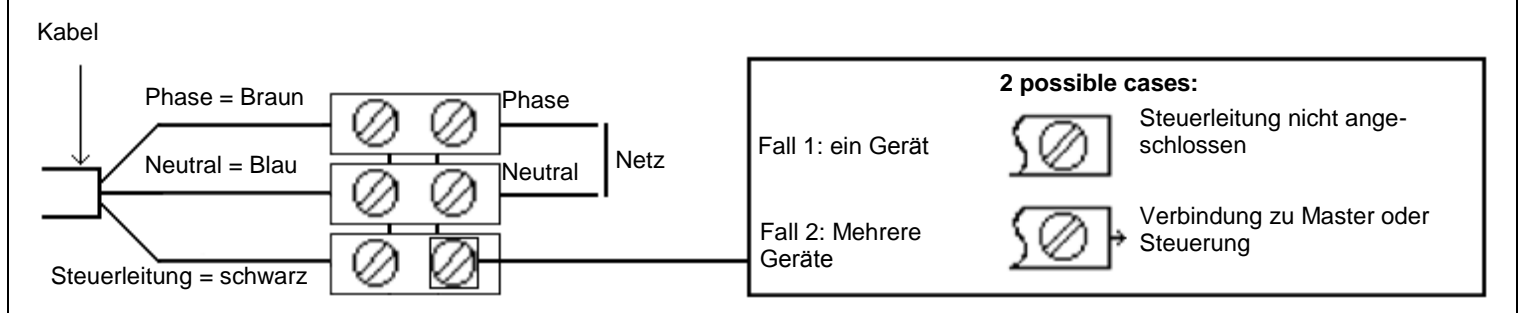 Kabel
Phase = Braun
Phase
Neutral = Blau
Neutral
Netz
Steuerleitung = schwarz
2 possible cases:
Fall 1: ein Gerät
Steuerleitung nicht ange-
schlossen
Fall 2: Mehrere
Geräte
Verbindung zu Master oder
Steuerung